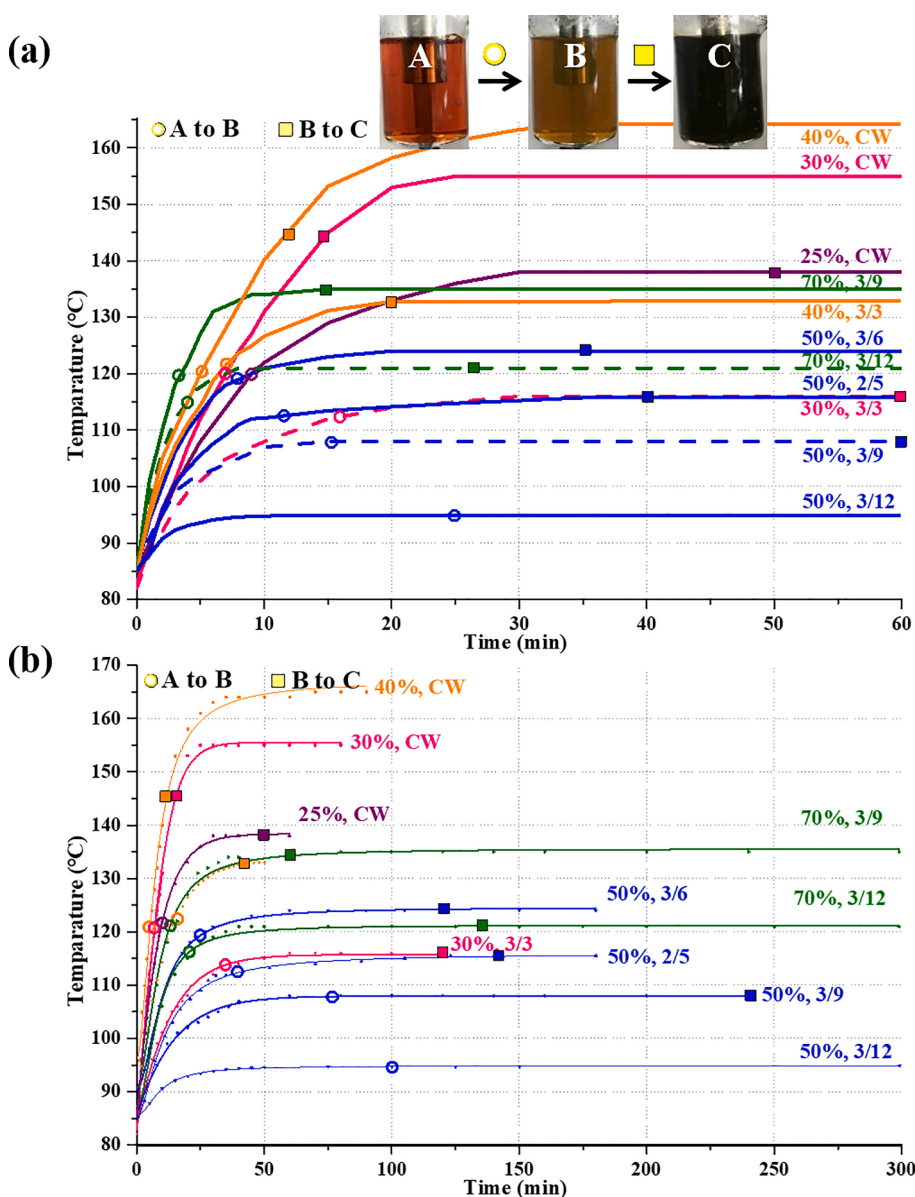 (a)
A
B
C
A to B
B to C
Temparature (°C)
160
150
140
130
120
110
100
90
80
40%, CW
30%, CW
25%, CW
70%, 3/9
40%, 3/3
50%, 3/6
70%, 3/12
50%, 2/5
30%, 3/3
50%, 3/9
50%, 3/12
0
10
20
30
40
50
60
Time (min)
(b)
A to B
B to C
Temparature (°C)
170
160
150
140
130
120
110
100
90
80
40%, CW
30%, CW
25%, CW
70%, 3/9
50%, 3/6
70%, 3/12
30%, 3/3
50%, 2/5
50%, 3/9
50%, 3/12
0
50
100
150
200
250
300
Time (min)